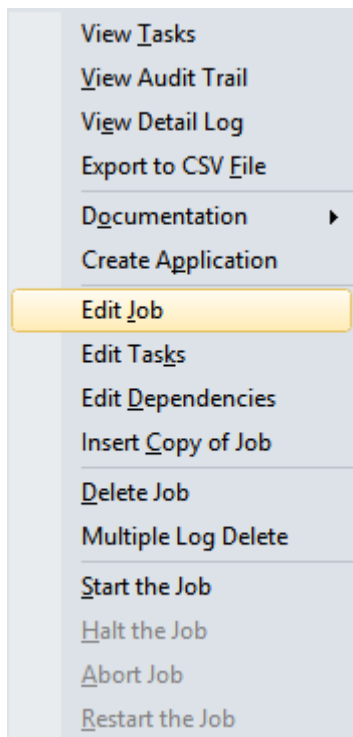 View Tasks
View Audit Trail
View Detail Log
Export to CSV File
Documentation
Create Application
Edit Job
Edit Tasks
Edit Dependencies
Insert Copy of Job
Delete Job
Multiple Log Delete
Start the Job
Halt the Job
Abort Job
Restart the Job